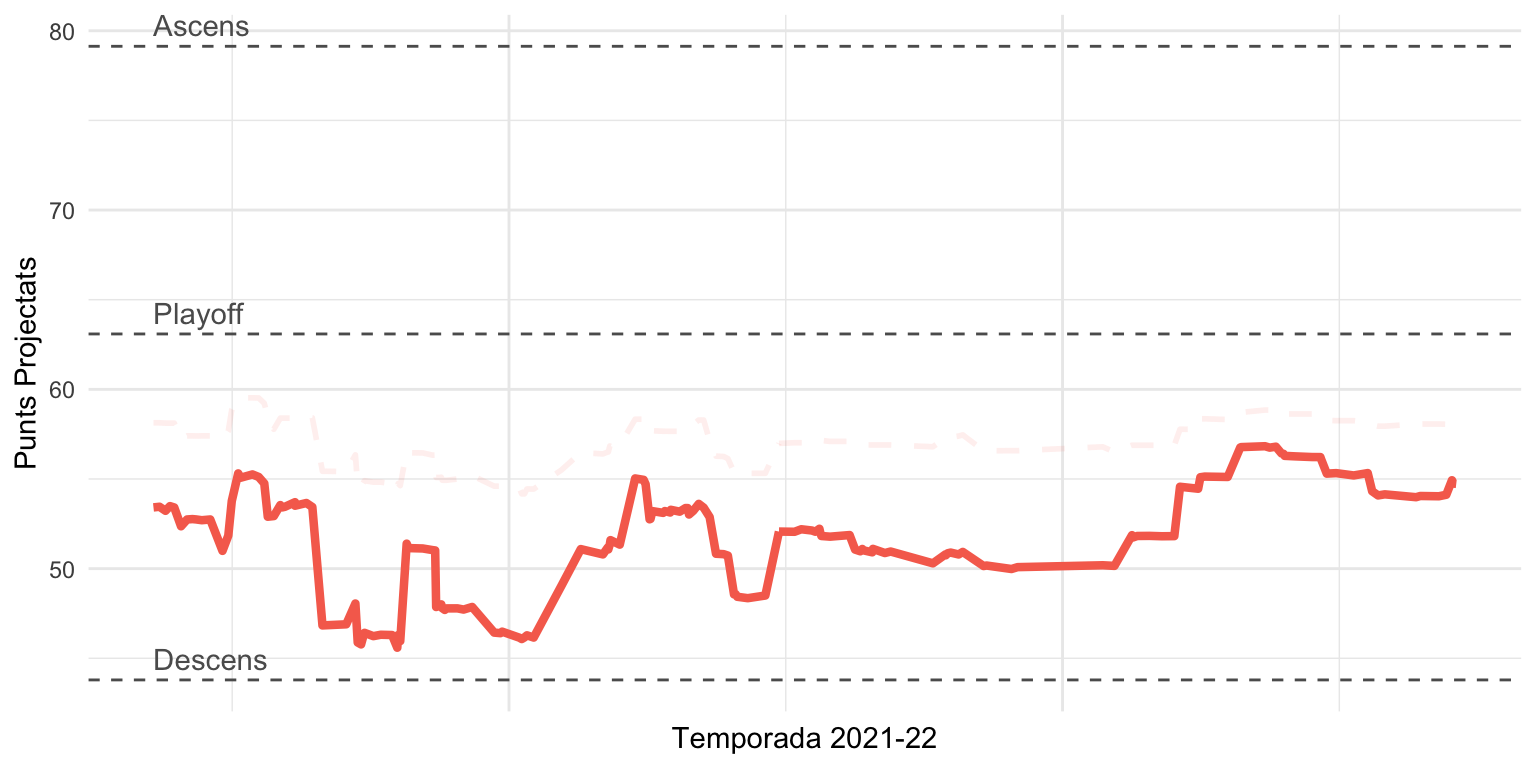 Ascens
80
70
Playoff
60
50
Descens
Punts Projectats
Temporada 2021-22